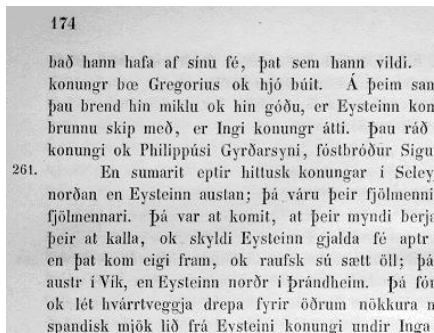 174
bað hann hafa af sínu fé, þat sem hann vildi.
konungr bœ Gregorius ok hjó búit. Á þeim
þau brend hin miklu ok hin góðu, er Eysteinn
brunnu skip með, er Ingi konungr átti. Þau ráð
konungi ok Philippúsi Gyrðarsyni, fóstbróður
261. En sumarit eptir hittusk konungar í
norðan en Eysteinn austan; þá váru þeir fjölmenni
fjölmennari. Þá var at komit, at þeir myndi
þeir at kalla, ok skyldi Eysteinn gjalda fé aptr
en þat kom eigi fram, ok raufsk sú sætt öll; þá
austr í Vík, en Eysteinn norðr í Þrándheim. Þá
ok lét hvárrtveggja drepa fyrir öðrum nökkura
spandisk mjök lið frá Eysteini konungi undir Inga